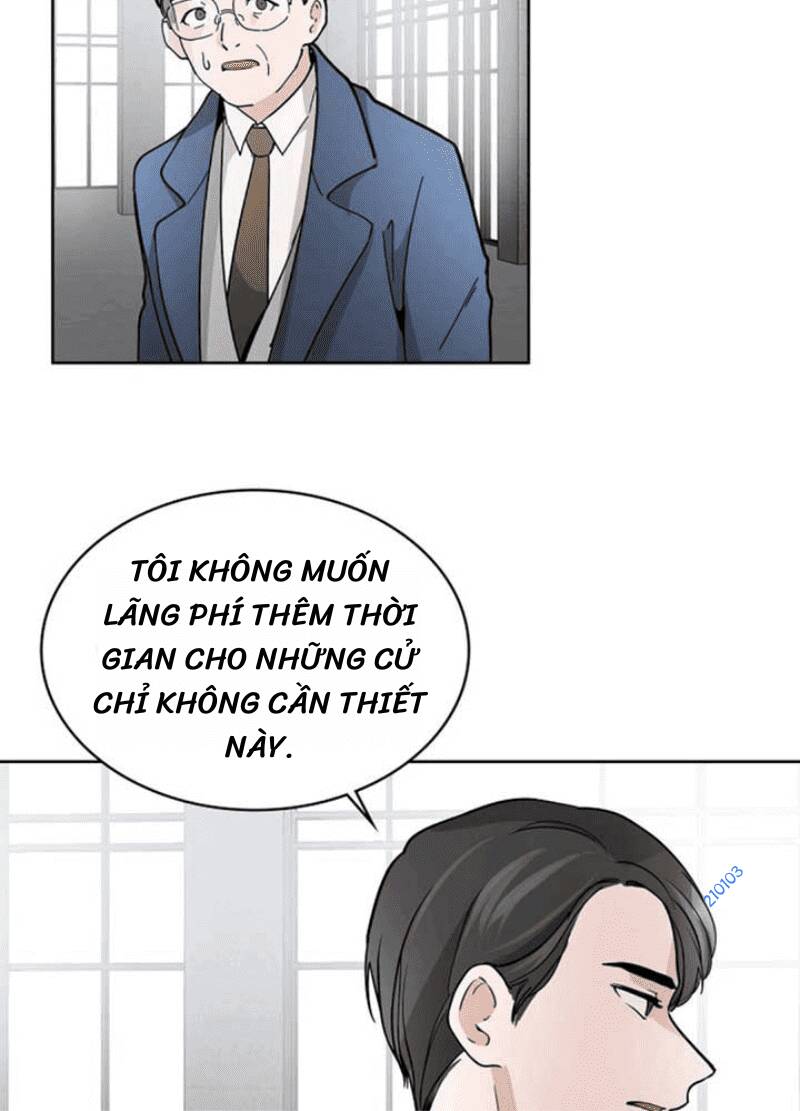 TÔI KHÔNG MUỐN
LÃNG PHÍ THÊM THỜI
GIAN CHO NHỮNG CỬ
CHỈ KHÔNG CẦN THIẾT
NÀY.
210103